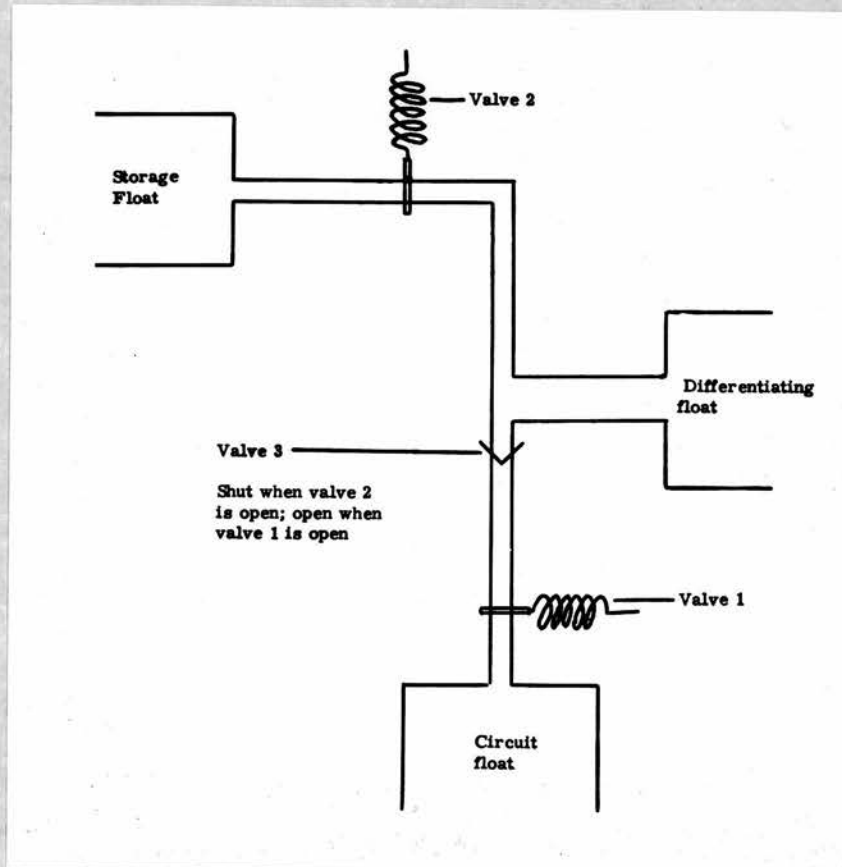 Valve 2
Storage
Float
Differentiating
float
Valve 3
Shut when valve 2
is open; open when
valve 1 is open
Valve 1
Circuit
float